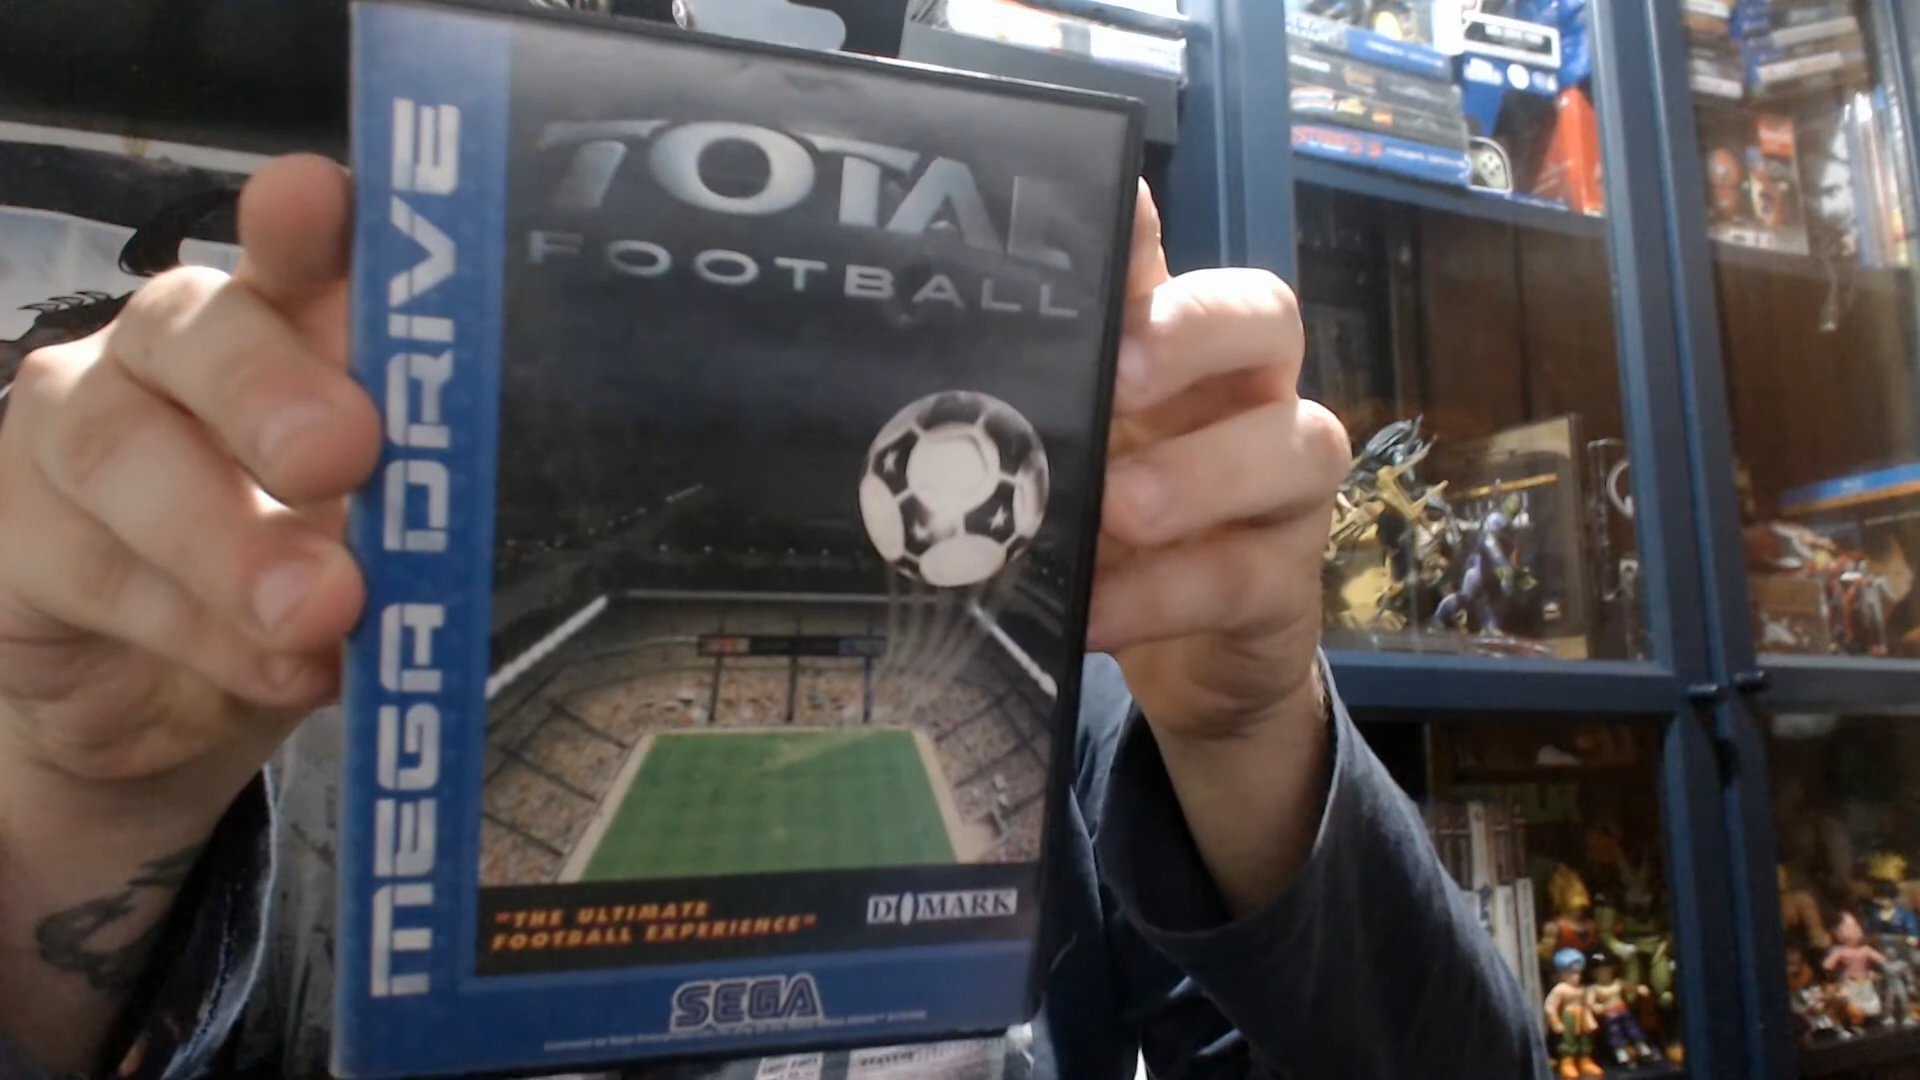 MEGA DRIVE
TOTAL
FOOTBALL
"THE ULTIMATE
FOOTBALL EXPERIENCE"
DOMARK
SEGA